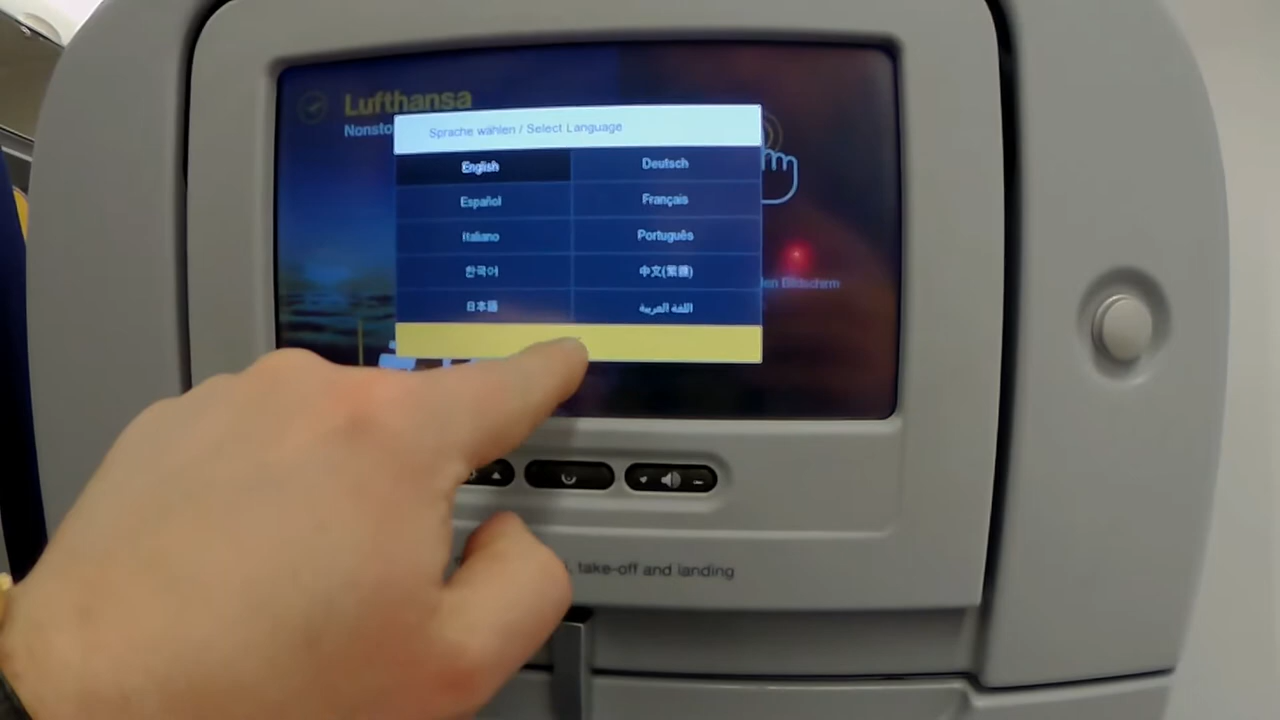 Lufthansa
Sprache wählen / Select Language
English
Deutsch
Español
Français
Italiano
Português
한국어
中文(繁體)
日本語
اللغة العربية
Bildschirm
take-off and landing